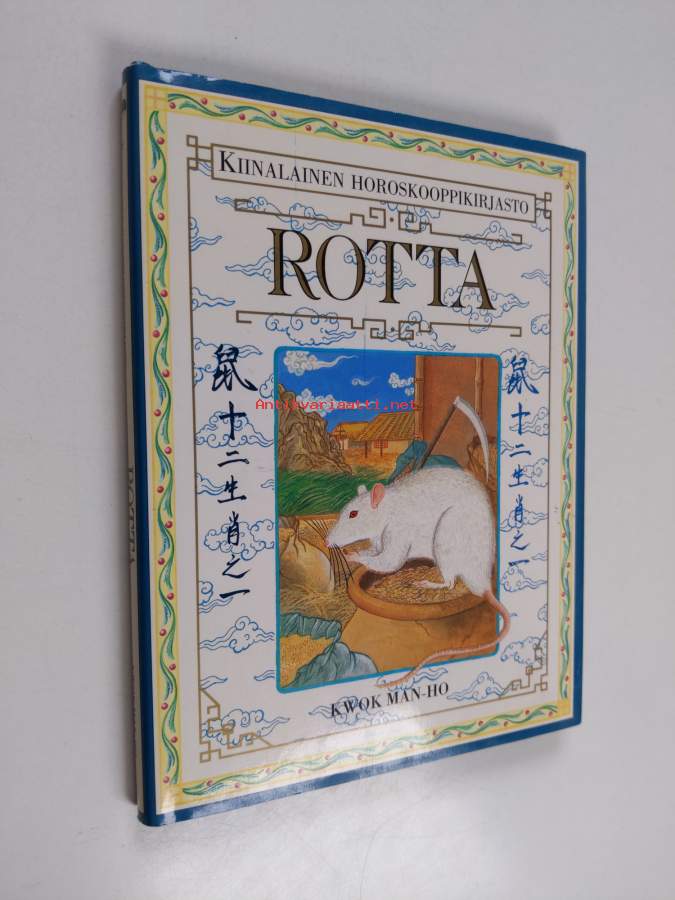 KIINALAINEN HOROSKOOPPIKIRJASTO
ROTTA
鼠十二生肖之一
鼠十二生肖之一
Antikvariaatti.net
KWOK MAN-HO
ROTTA